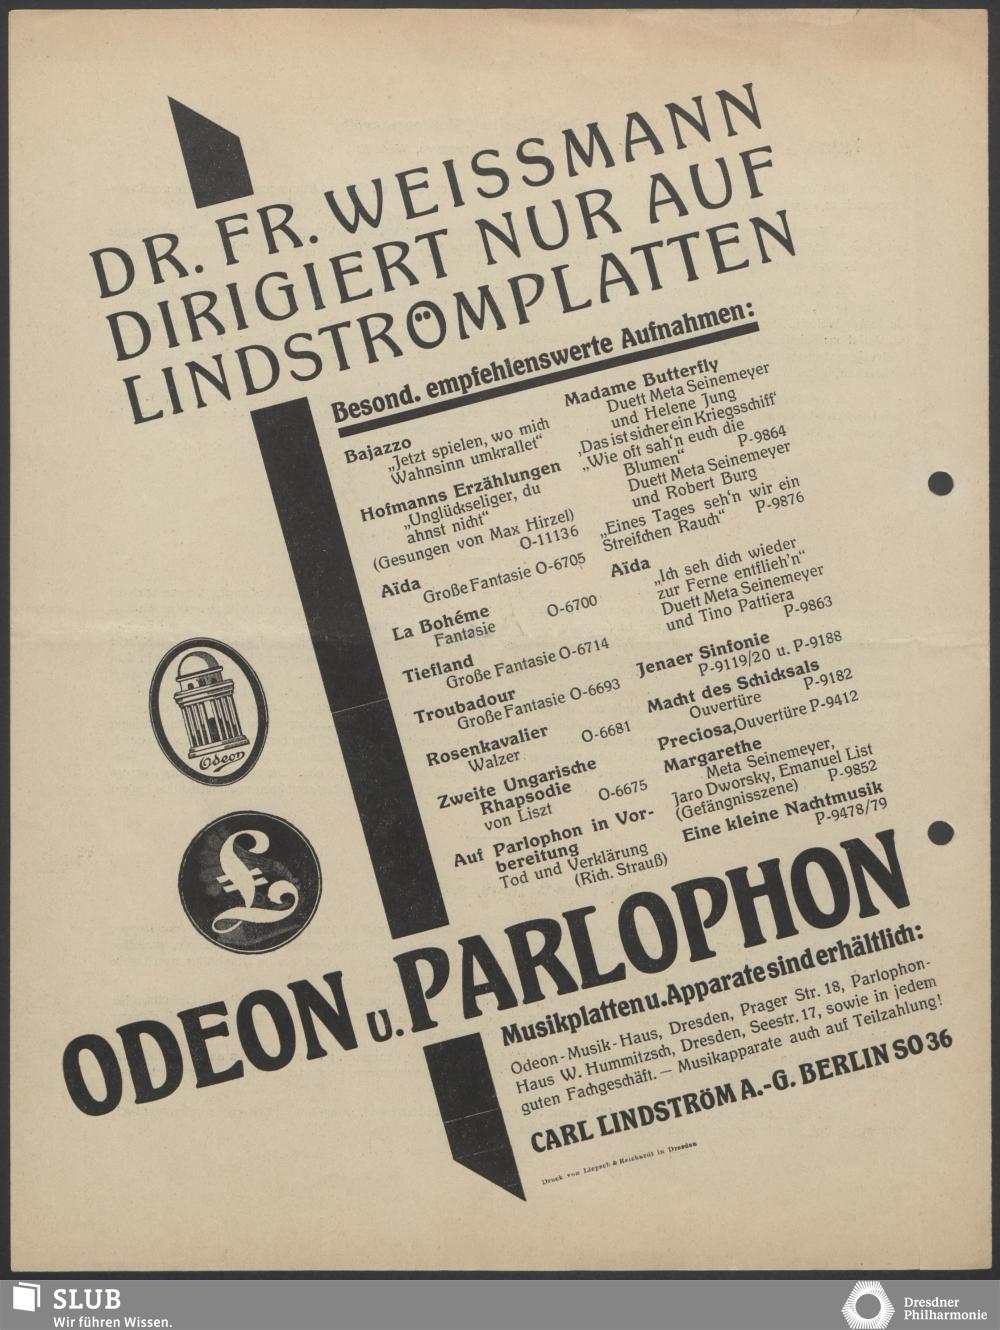 DR. FR. WEISSMANN
DIRIGIERT NUR AUF
LINDSTRÖMPLATTEN
Besond. empfehlenswerte Aufnahmen:
Bajazzo
„Jetzt spielen, wo mich
Wahnsinn umkrallet“
Hofmanns Erzählungen
„Unglückseliger, du
ahnst nicht“
(Gesungen von Max Hirzel)
O-11136
Aïda
Große Fantasie O-6705
La Bohéme
Fantasie O-6700
Tiefland
Große Fantasie O-6714
Troubadour
Große Fantasie O-6693
Rosenkavalier
Walzer O-6681
Zweite Ungarische
Rhapsodie
von Liszt O-6675
Auf Parlophon in Vor-
bereitung
Tod und Verklärung
(Rich. Strauß)
Madame Butterfly
Duett Meta Seinemeyer
und Helene Jung
„Das ist sicher ein Kriegsschiff“
„Wie oft sah'n euch die
Blumen“ P-9864
Duett Meta Seinemeyer
und Robert Burg
„Eines Tages seh'n wir ein
Streifchen Rauch“ P-9876
Aïda
„Ich seh dich wieder
zur Ferne entflieh'n“
Duett Meta Seinemeyer
und Tino Pattiera
P-9863
Jenaer Sinfonie
P-9119/20 u. P-9188
Macht des Schicksals
Ouvertüre P-9182
Preciosa, Ouvertüre P-9412
Margarethe
Meta Seinemeyer,
Jaro Dworsky, Emanuel List
(Gefängnisszene) P-9852
Eine kleine Nachtmusik
P-9478/79
Odeon
£
ODEON u. PARLOPHON
Musikplatten u. Apparate sind erhältlich:
Odeon-Musik-Haus, Dresden, Prager Str. 18, Parlophon-
Haus W. Hummitzsch, Dresden, Seestr. 17, sowie in jedem
guten Fachgeschäft. — Musikapparate auch auf Teilzahlung!
CARL LINDSTRÖM A.-G. BERLIN SO 36
Druck von Liepsch & Reichardt in Dresden
SLUB
Wir führen Wissen.
Dresdner
Philharmonie